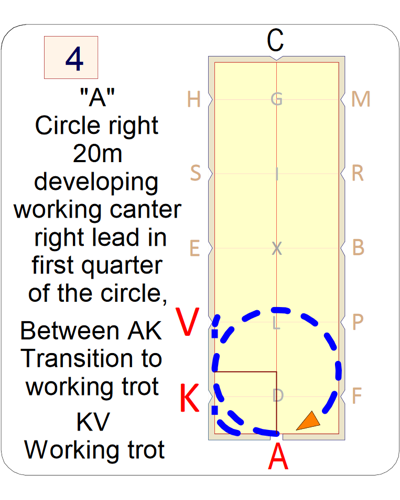 4
"A"
Circle right
20m
developing
working canter
right lead in
first quarter
of the circle,
Between AK
Transition to
working trot
KV
Working trot
C
H G M
S I R
E X B
V L P
K D F
A